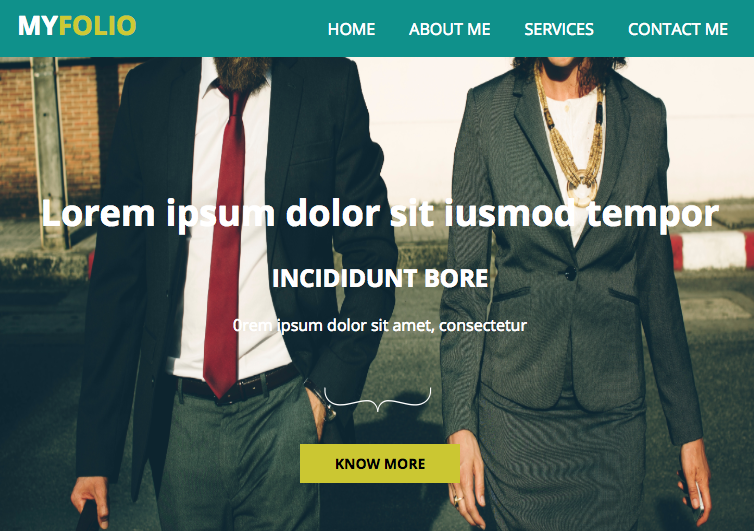 MYFOLIO
HOME ABOUT ME SERVICES CONTACT ME
Lorem ipsum dolor sit iusmod tempor
INCIDIDUNT BORE
0rem ipsum dolor sit amet, consectetur
KNOW MORE